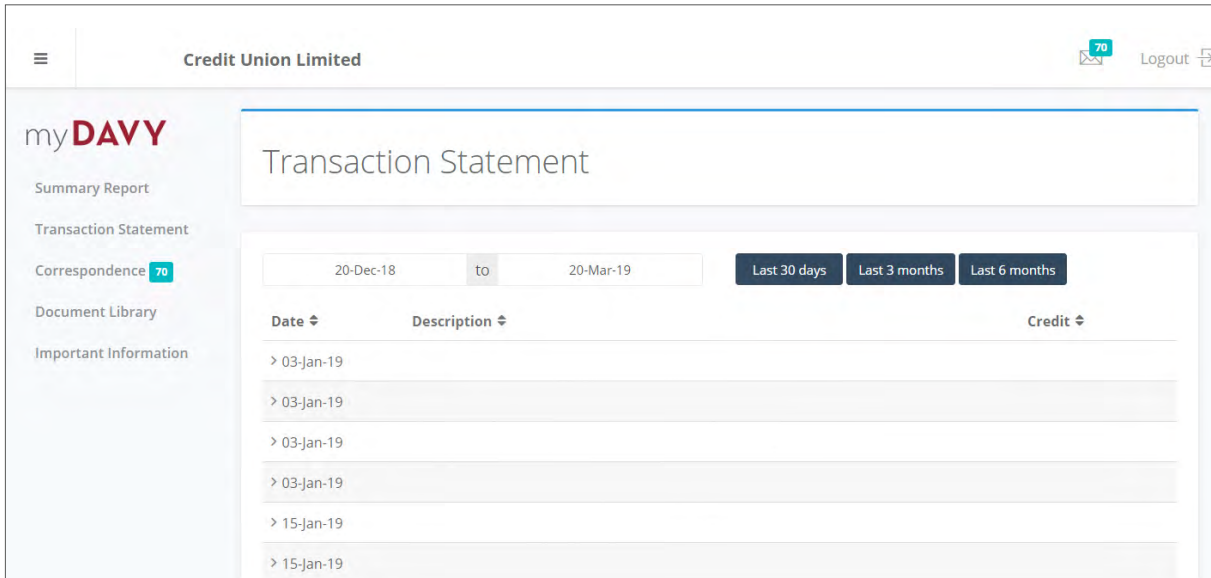 Credit Union Limited
70
Logout
myDAVY
Summary Report
Transaction Statement
Correspondence 70
Document Library
Important Information
Transaction Statement
20-Dec-18 to 20-Mar-19
Last 30 days Last 3 months Last 6 months
Date Description Credit
03-Jan-19
03-Jan-19
03-Jan-19
03-Jan-19
15-Jan-19
15-Jan-19